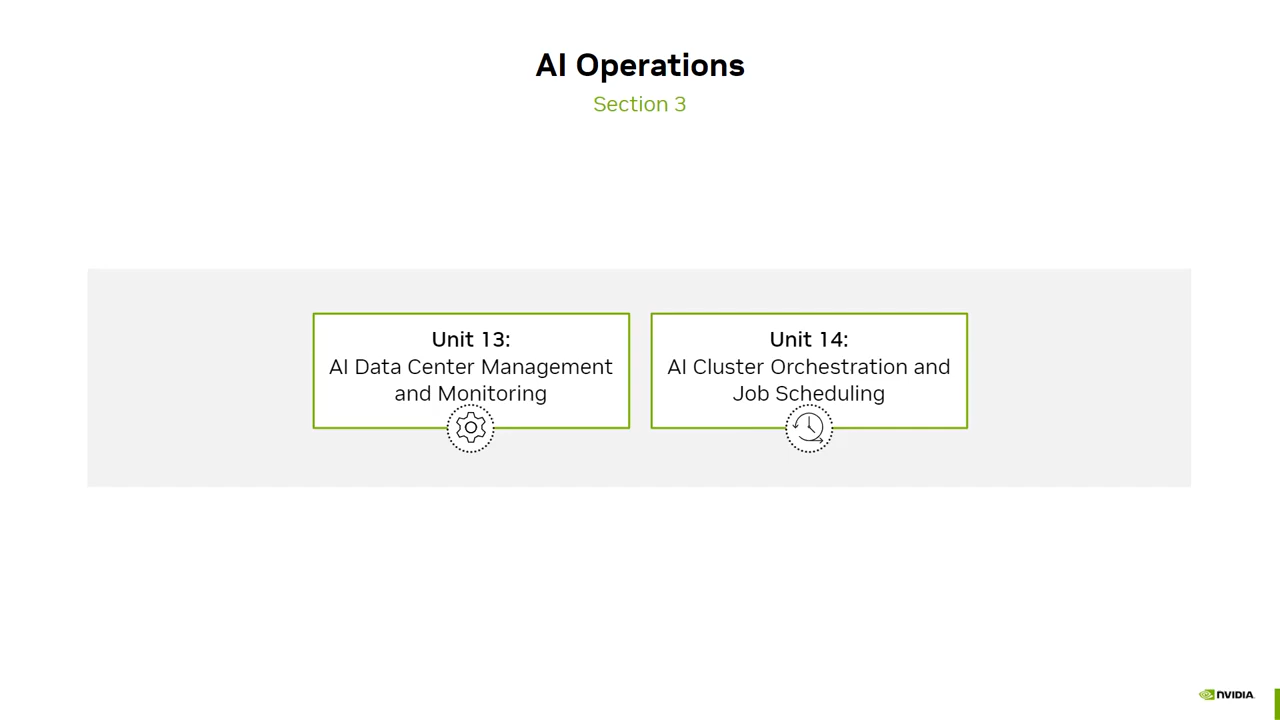 AI Operations
Section 3
Unit 13:
AI Data Center Management
and Monitoring
Unit 14:
AI Cluster Orchestration and
Job Scheduling
NVIDIA